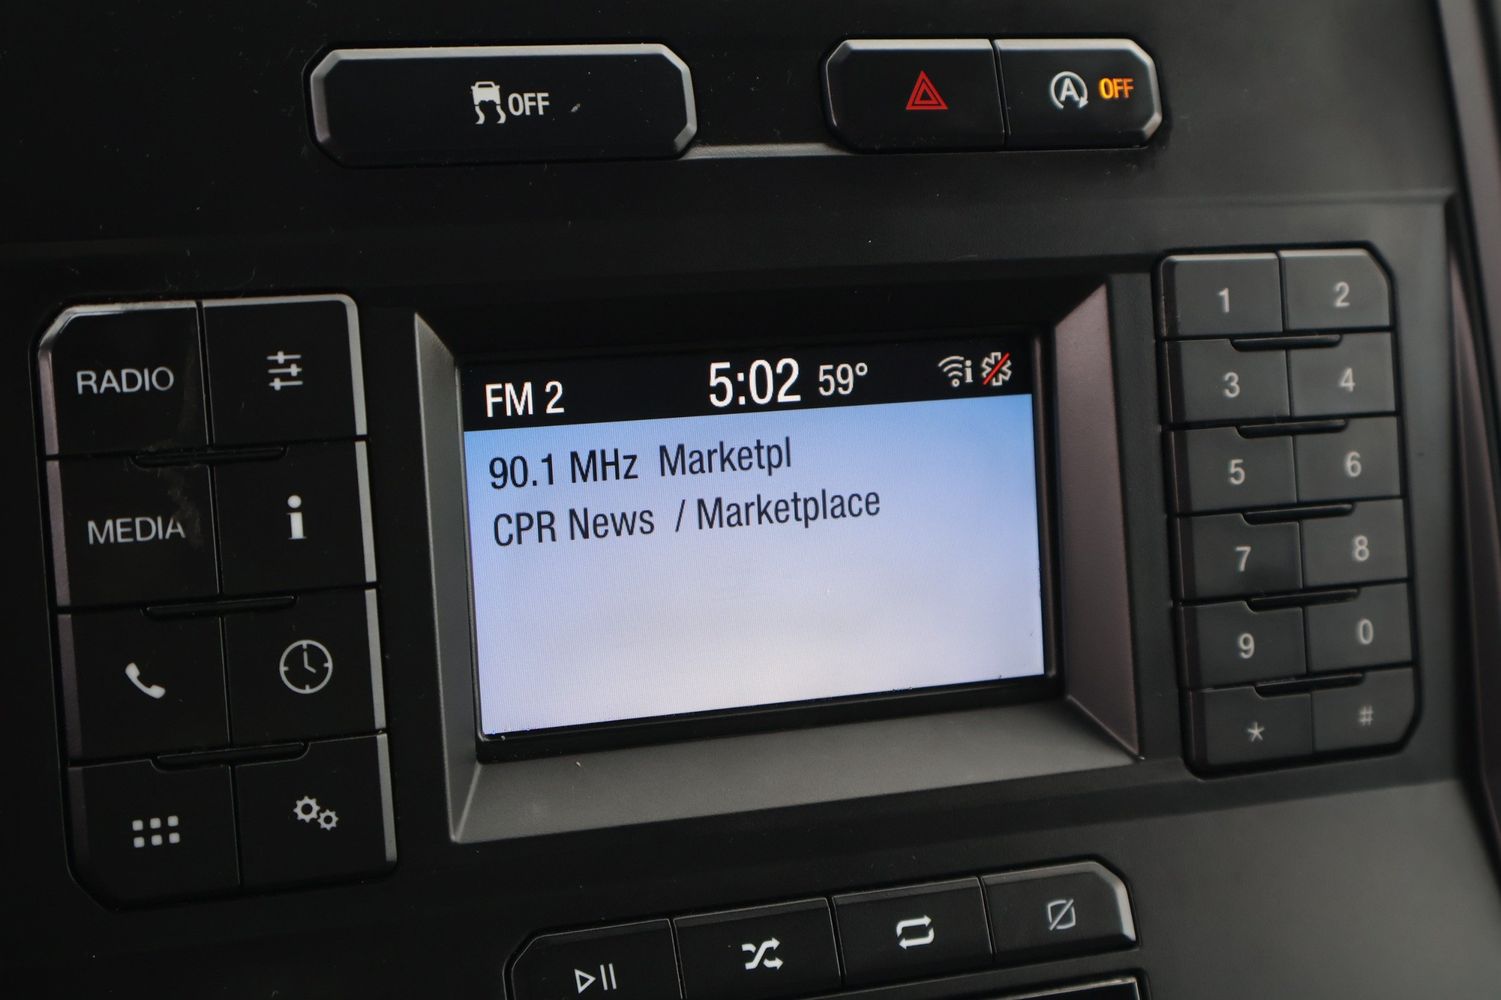 OFF
A OFF
RADIO
MEDIA
i
FM 2 5:02 59° i
90.1 MHz Marketpl
CPR News / Marketplace
1 2
3 4
5 6
7 8
9 0
* #